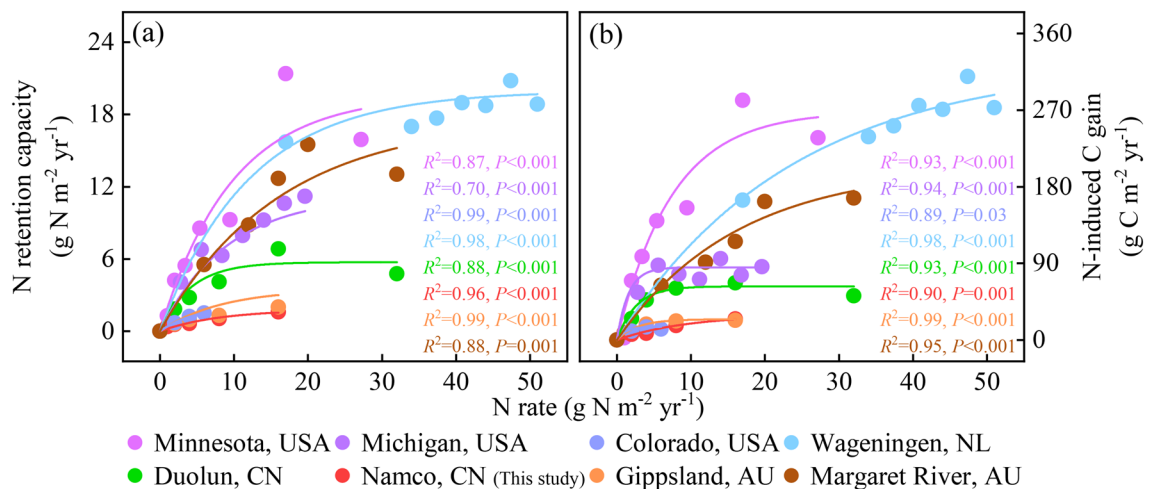 (a)
(b)
24
18
12
6
0
N retention capacity
(g N m⁻² yr⁻¹)
R²=0.87, P<0.001
R²=0.70, P<0.001
R²=0.99, P<0.001
R²=0.98, P<0.001
R²=0.88, P<0.001
R²=0.96, P<0.001
R²=0.99, P<0.001
R²=0.88, P=0.001
R²=0.93, P<0.001
R²=0.94, P<0.001
R²=0.89, P=0.03
R²=0.98, P<0.001
R²=0.93, P<0.001
R²=0.90, P=0.001
R²=0.99, P<0.001
R²=0.95, P<0.001
360
270
180
90
0
N-induced C gain
(g C m⁻² yr⁻¹)
0 10 20 30 40 50
0 10 20 30 40 50
N rate (g N m⁻² yr⁻¹)
Minnesota, USA Michigan, USA Colorado, USA Wageningen, NL
Duolun, CN Namco, CN (This study) Gippsland, AU Margaret River, AU